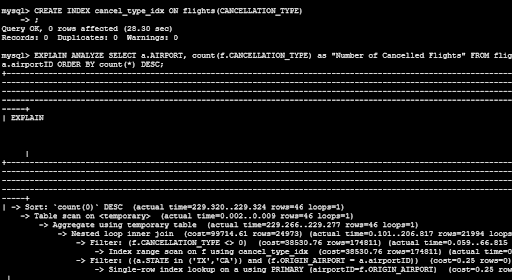 mysql> CREATE INDEX cancel_type_idx ON flights(CANCELLATION_TYPE)
    -> ;
Query OK, 0 rows affected (28.30 sec)
Records: 0  Duplicates: 0  Warnings: 0
mysql> EXPLAIN ANALYZE SELECT a.AIRPORT, count(f.CANCELLATION_TYPE) as "Number of Cancelled Flights" FROM flig
a.airportID ORDER BY count(*) DESC;
| EXPLAIN
|
| -> Sort: `count(0)` DESC  (actual time=229.320..229.324 rows=46 loops=1)
    -> Table scan on <temporary>  (actual time=0.002..0.009 rows=46 loops=1)
        -> Aggregate using temporary table  (actual time=229.266..229.277 rows=46 loops=1)
            -> Nested loop inner join  (cost=99714.61 rows=24973) (actual time=0.101..206.817 rows=21994 loops
                -> Filter: (f.CANCELLATION_TYPE <> 0)  (cost=38530.76 rows=174811) (actual time=0.059..66.815
                    -> Index range scan on f using cancel_type_idx  (cost=38530.76 rows=174811) (actual time=0
                -> Filter: ((a.STATE in ('TX','CA')) and (f.ORIGIN_AIRPORT = a.airportID))  (cost=0.25 rows=0)
                    -> Single-row index lookup on a using PRIMARY (airportID=f.ORIGIN_AIRPORT)  (cost=0.25 row
|